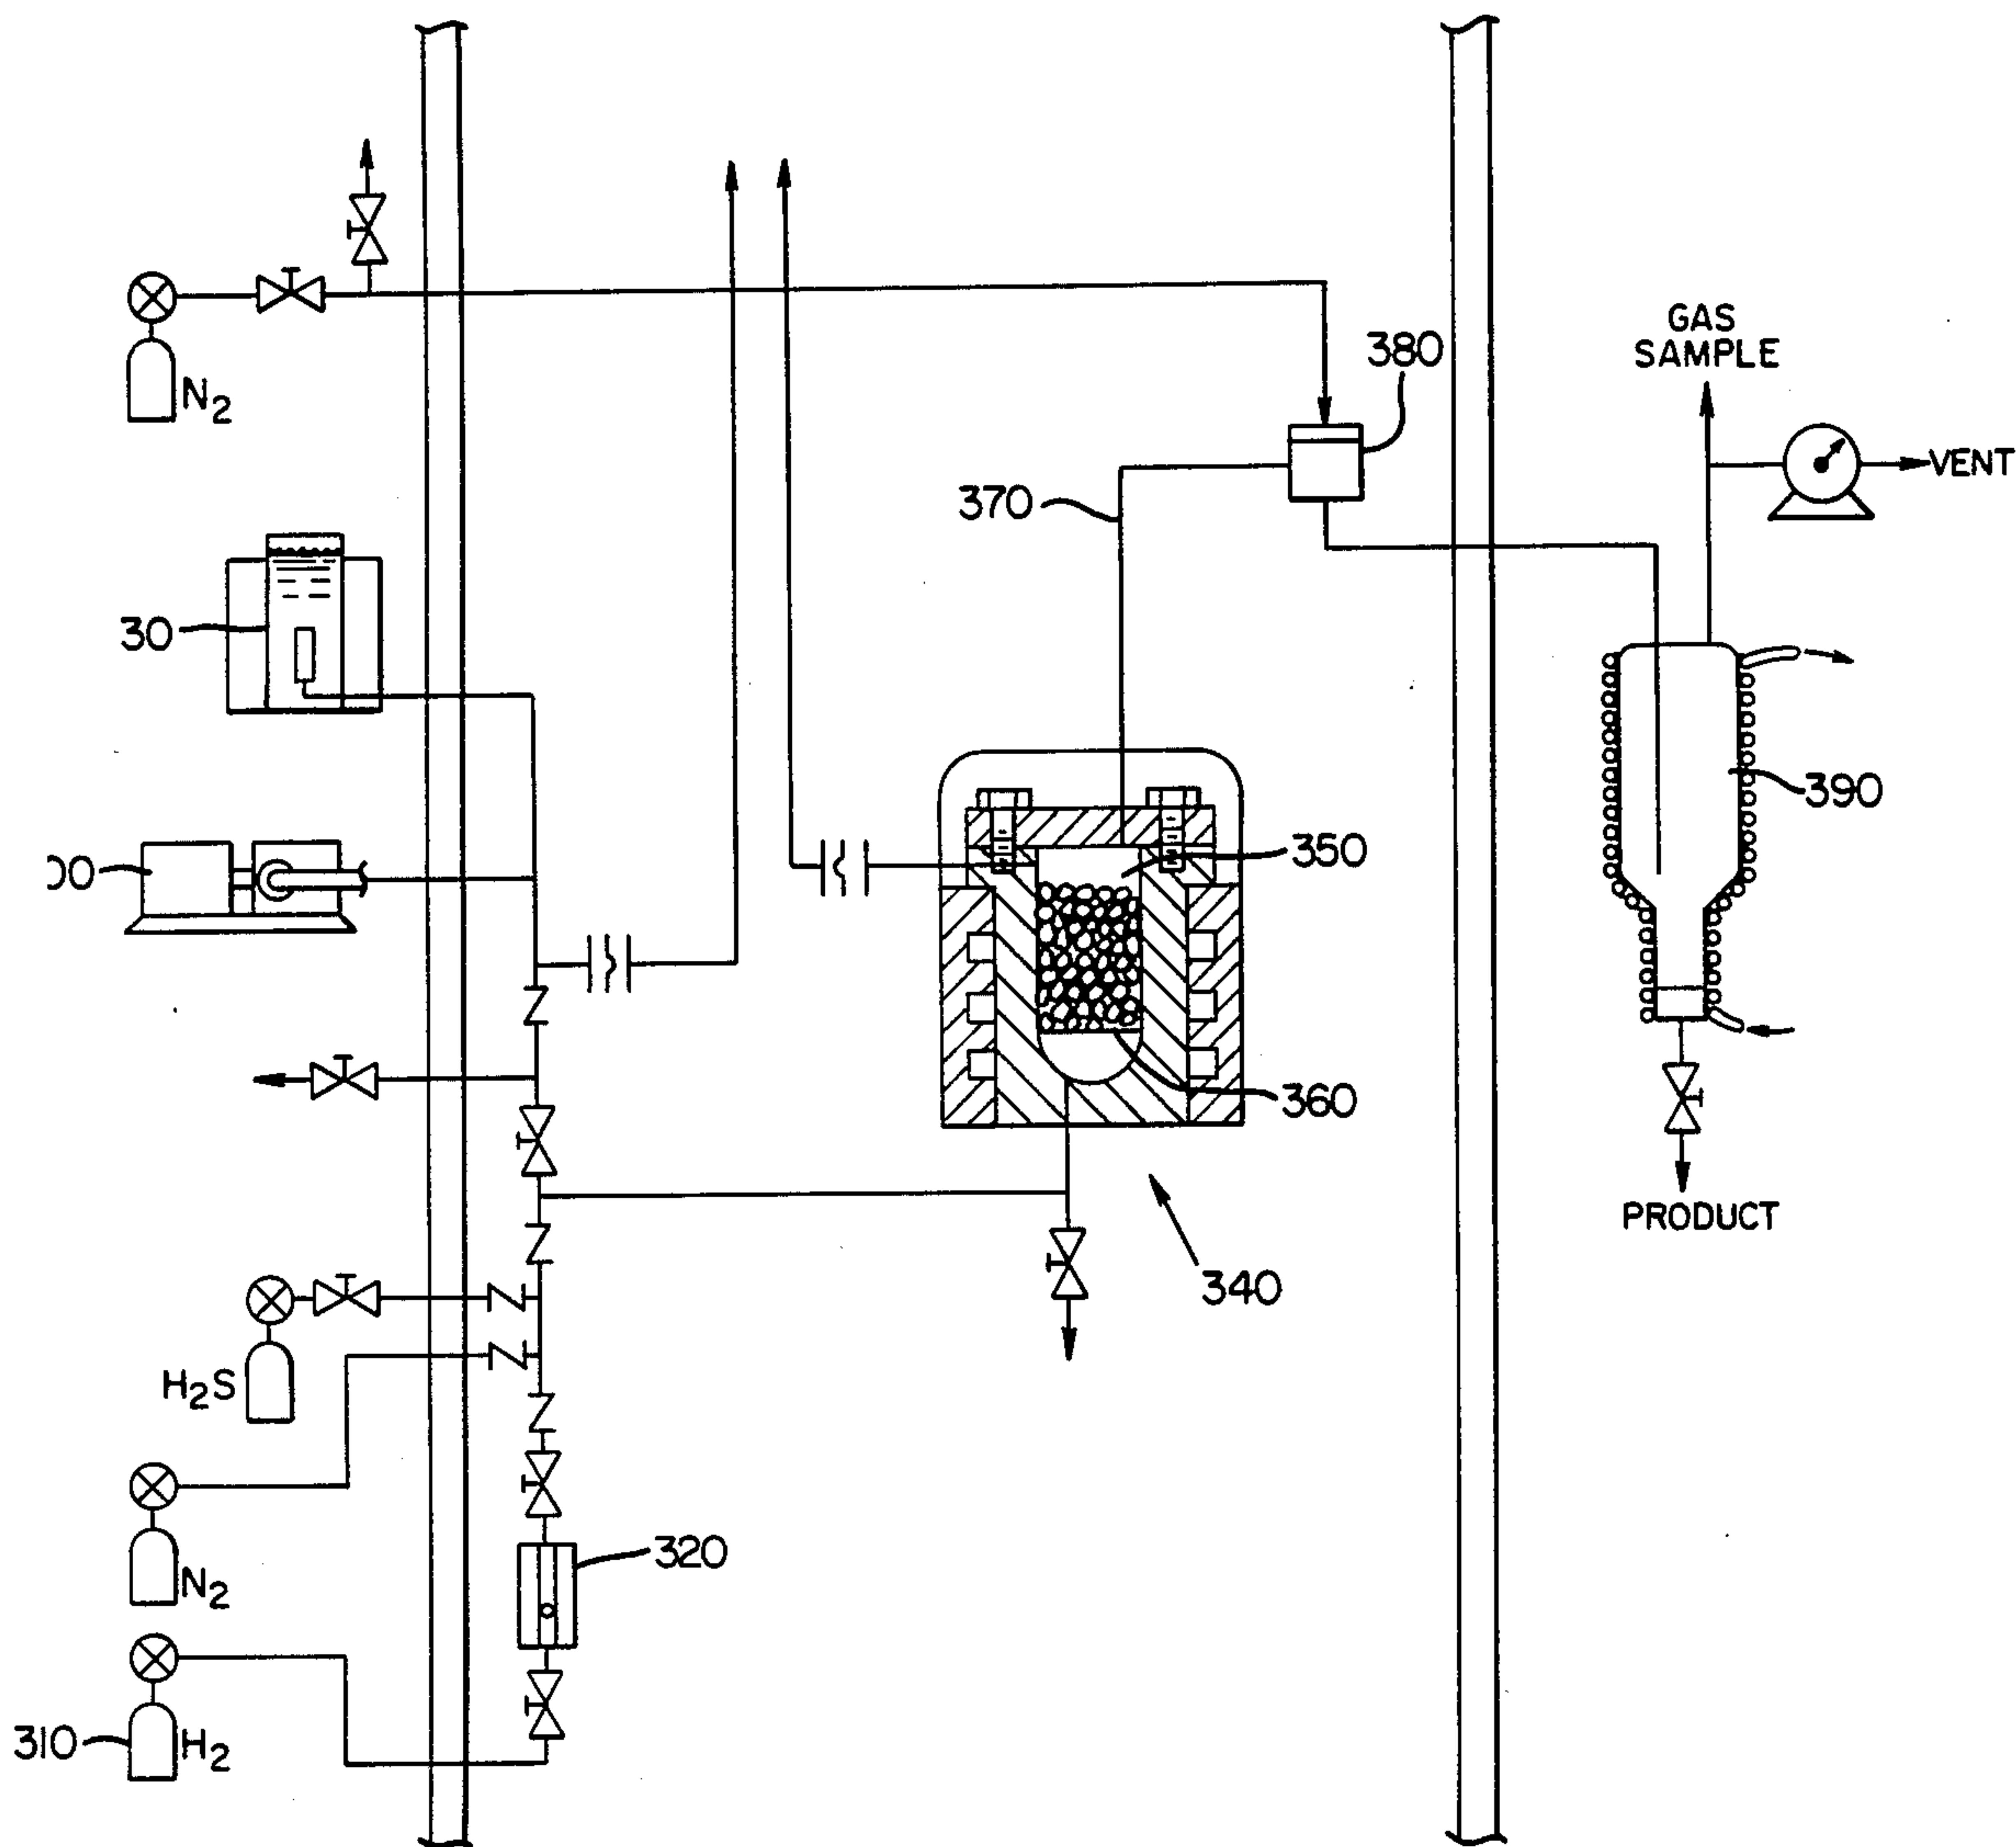 GAS
SAMPLE
380
N₂
VENT
370
30
390
00
350
360
PRODUCT
340
H₂S
320
N₂
310
H₂